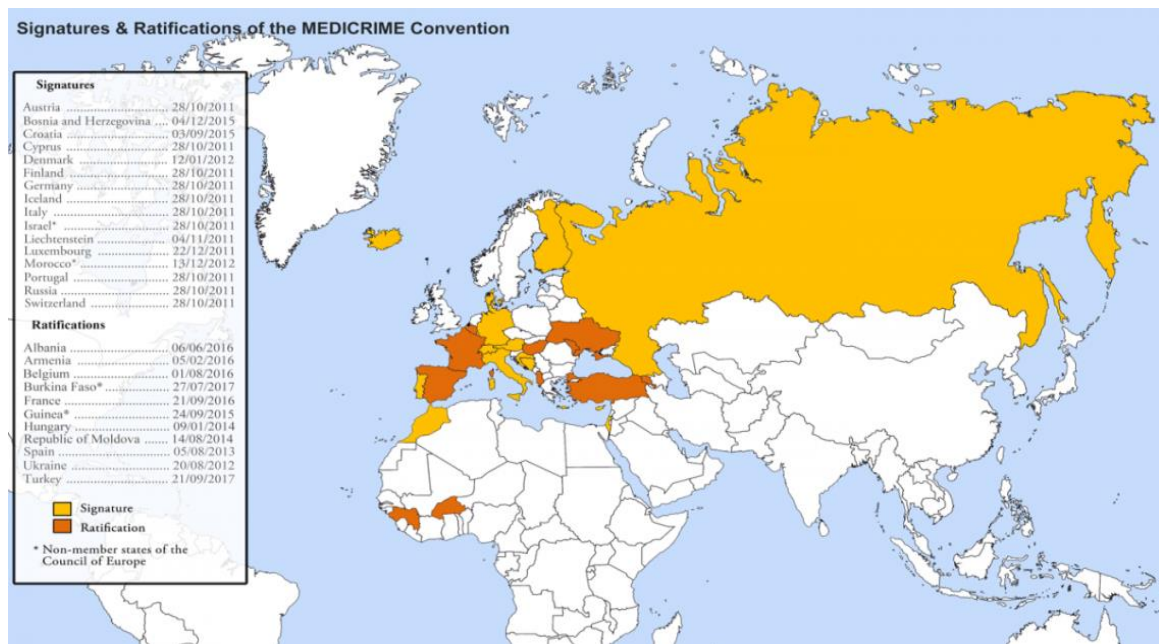 Signatures & Ratifications of the MEDICRIME Convention
Signatures
Austria ........................ 28/10/2011
Bosnia and Herzegovina .... 04/12/2015
Croatia ........................ 03/09/2015
Cyprus ........................ 28/10/2011
Denmark ..................... 12/01/2012
Finland ........................ 28/10/2011
Germany ..................... 28/10/2011
Iceland ........................ 28/10/2011
Italy ........................... 28/10/2011
Israel* ......................... 28/10/2011
Liechtenstein ................ 04/11/2011
Luxembourg ................ 22/12/2011
Morocco* .................... 13/12/2012
Portugal ...................... 28/10/2011
Russia ......................... 28/10/2011
Switzerland .................. 28/10/2011
Ratifications
Albania ....................... 06/06/2016
Armenia ...................... 05/02/2016
Belgium ...................... 01/08/2016
Burkina Faso* .............. 27/07/2017
France ........................ 21/09/2016
Guinea* ...................... 24/09/2015
Hungary ..................... 09/01/2014
Republic of Moldova ...... 14/08/2014
Spain .......................... 05/08/2013
Ukraine ....................... 20/08/2012
Turkey ........................ 21/09/2017
Signature
Ratification
* Non-member states of the
Council of Europe